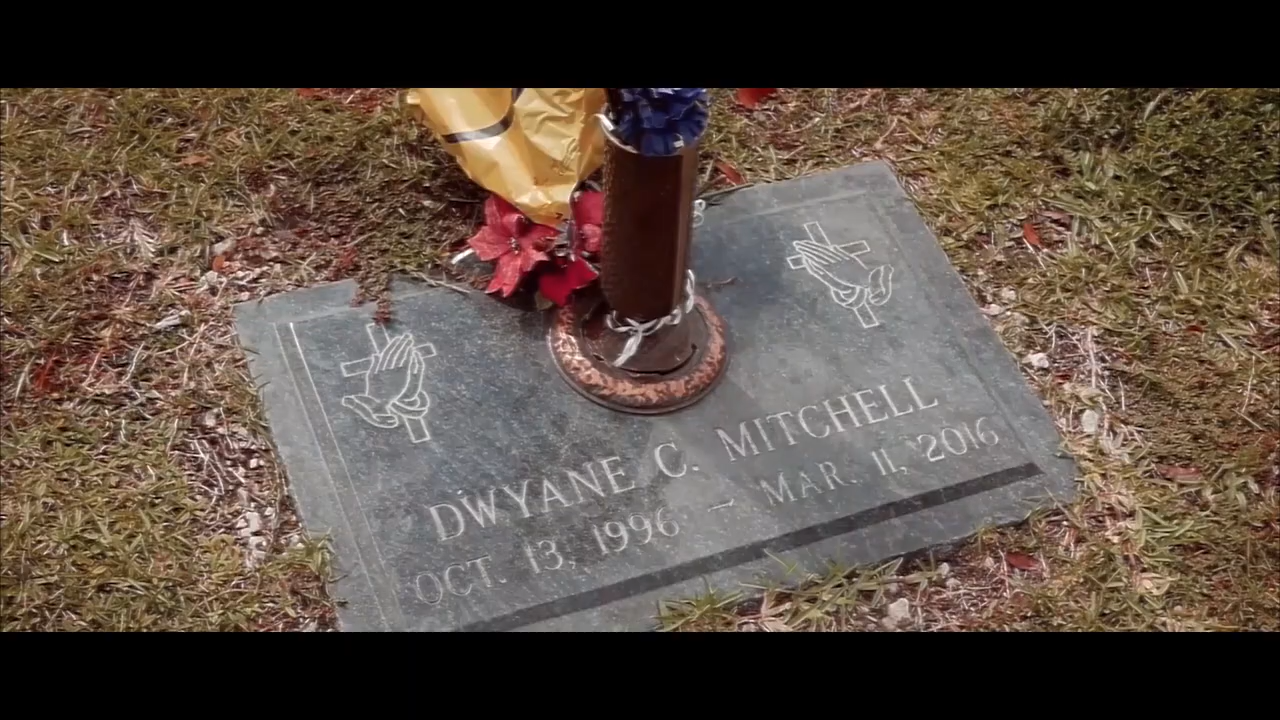 DWYANE C. MITCHELL
OCT. 13, 1996 – MAR. 11, 2016